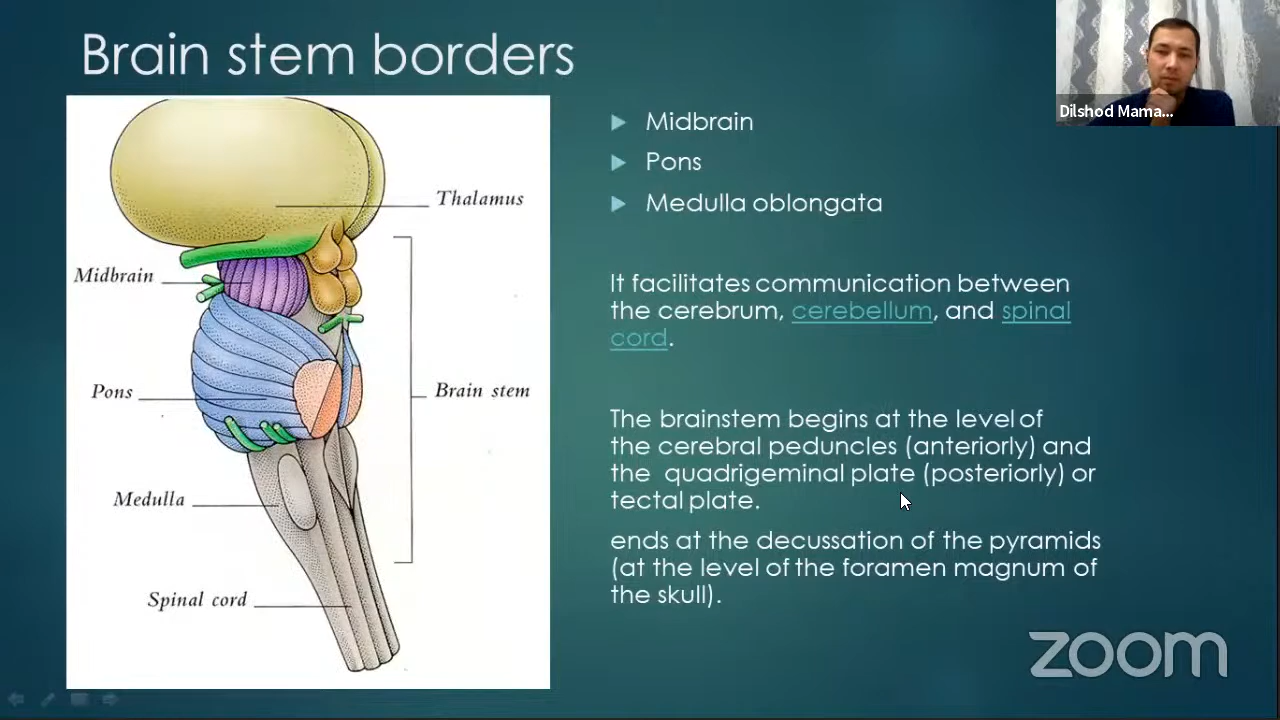 Brain stem borders
Dilshod Mama...
Thalamus
Midbrain
Pons
Brain stem
Medulla
Spinal cord
Midbrain
Pons
Medulla oblongata
It facilitates communication between
the cerebrum, cerebellum, and spinal
cord.
The brainstem begins at the level of
the cerebral peduncles (anteriorly) and
the quadrigeminal plate (posteriorly) or
tectal plate.
ends at the decussation of the pyramids
(at the level of the foramen magnum of
the skull).
zoom